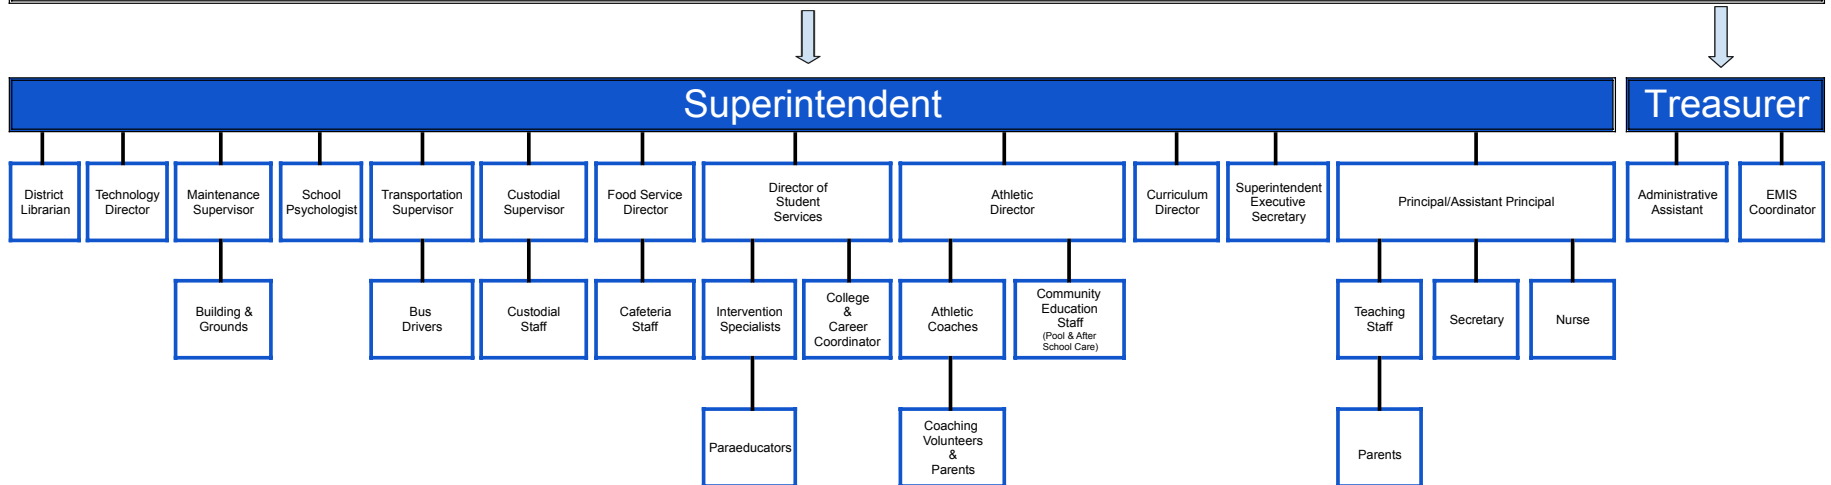 Superintendent
Treasurer
District
Librarian
Technology
Director
Maintenance
Supervisor
School
Psychologist
Transportation
Supervisor
Custodial
Supervisor
Food Service
Director
Director of
Student
Services
Athletic
Director
Curriculum
Director
Superintendent
Executive
Secretary
Principal/Assistant Principal
Administrative
Assistant
EMIS
Coordinator
Building &
Grounds
Bus
Drivers
Custodial
Staff
Cafeteria
Staff
Intervention
Specialists
College
&
Career
Coordinator
Athletic
Coaches
Community
Education
Staff
(Pool & After
School Care)
Teaching
Staff
Secretary
Nurse
Paraeducators
Coaching
Volunteers
&
Parents
Parents